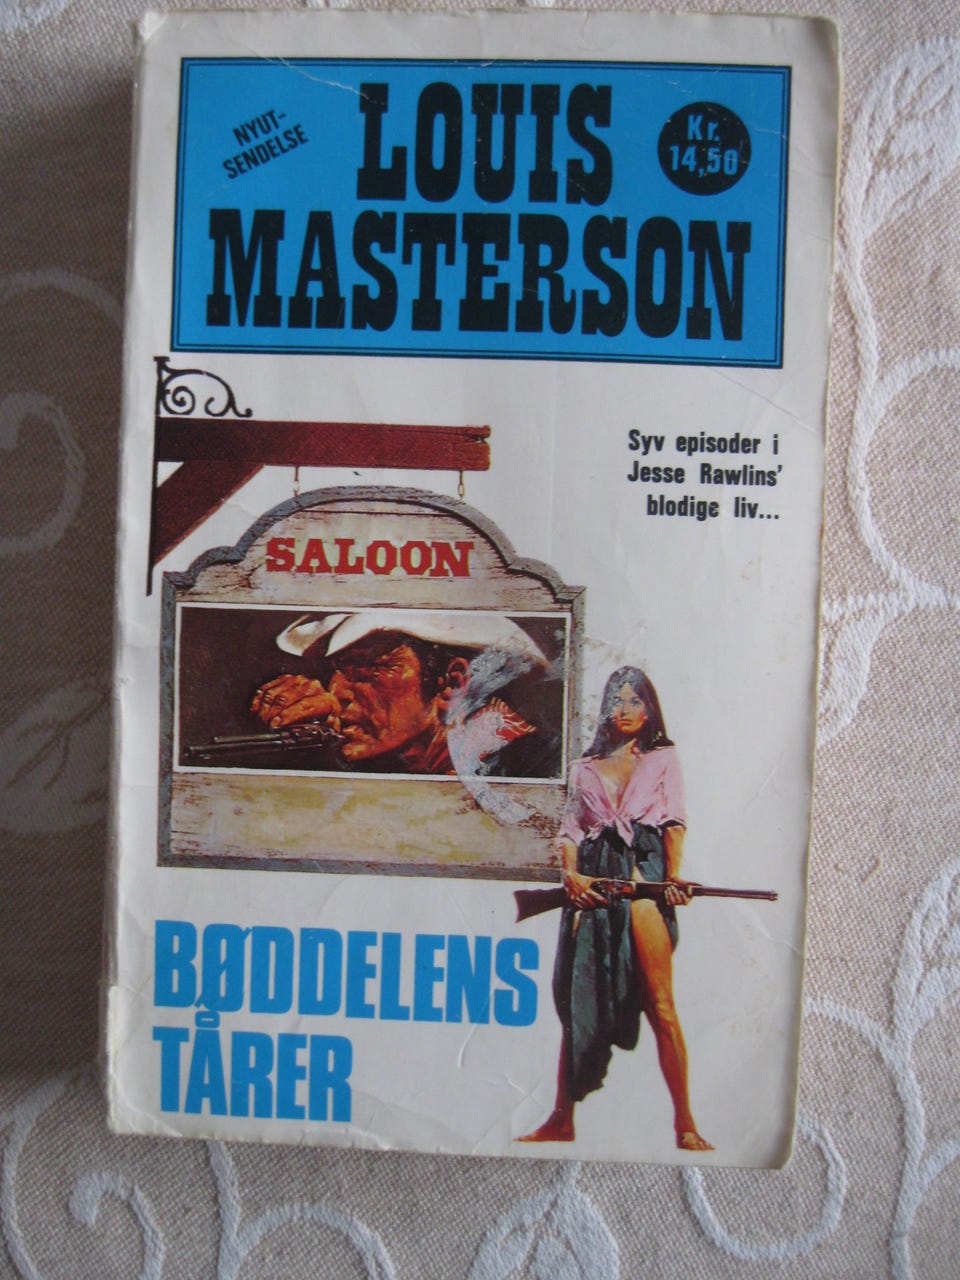 NYUT-
SENDELSE
LOUIS
MASTERSON
Kr.
14,50
Syv episoder i
Jesse Rawlins'
blodige liv...
SALOON
BØDDELENS
TÅRER